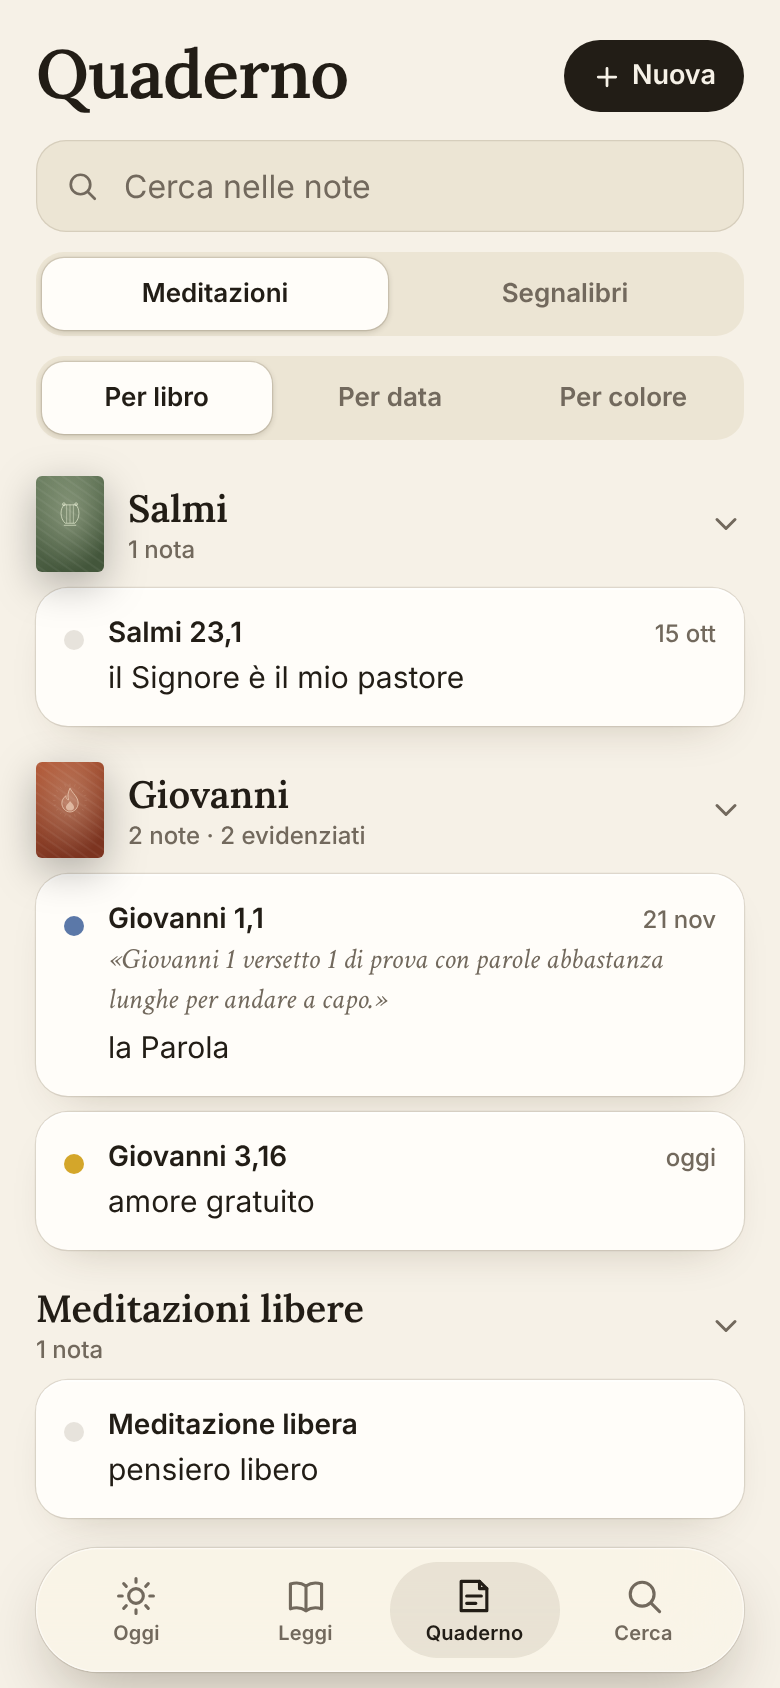 Quaderno
+ Nuova
Cerca nelle note
Meditazioni
Segnalibri
Per libro
Per data
Per colore
Salmi
1 nota
Salmi 23,1
15 ott
il Signore è il mio pastore
Giovanni
2 note · 2 evidenziati
Giovanni 1,1
21 nov
«Giovanni 1 versetto 1 di prova con parole abbastanza
lunghe per andare a capo.»
la Parola
Giovanni 3,16
oggi
amore gratuito
Meditazioni libere
1 nota
Meditazione libera
pensiero libero
Oggi
Leggi
Quaderno
Cerca